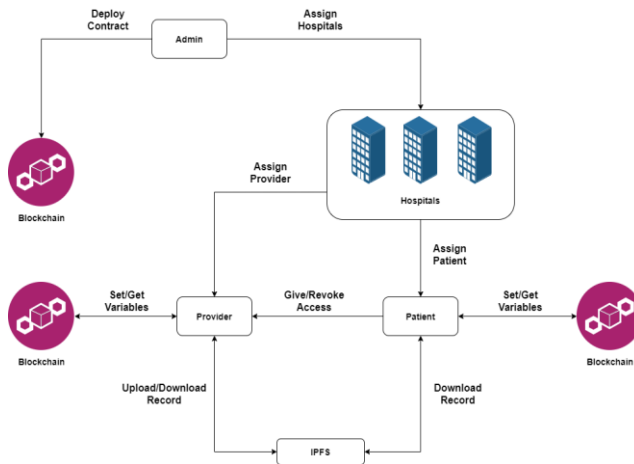 Deploy
Contract
Assign
Hospitals
Admin
Blockchain
Assign
Provider
Hospitals
Assign
Patient
Set/Get
Variables
Give/Revoke
Access
Set/Get
Variables
Provider
Patient
Blockchain
Blockchain
Upload/Download
Record
Download
Record
IPFS